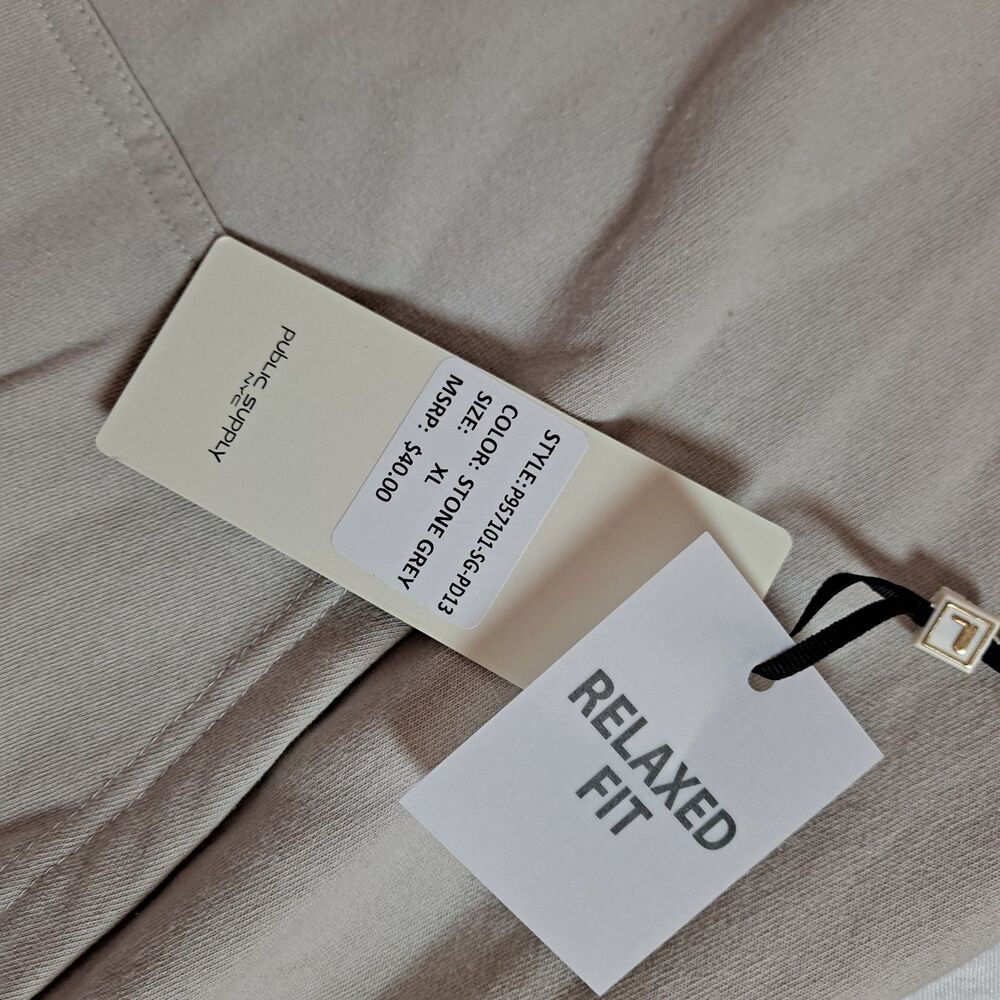 PUBLIC SUPPLY
NYC
STYLE: P957101-SG-PD13
COLOR: STONE GREY
SIZE: XL
MSRP: $40.00
RELAXED
FIT